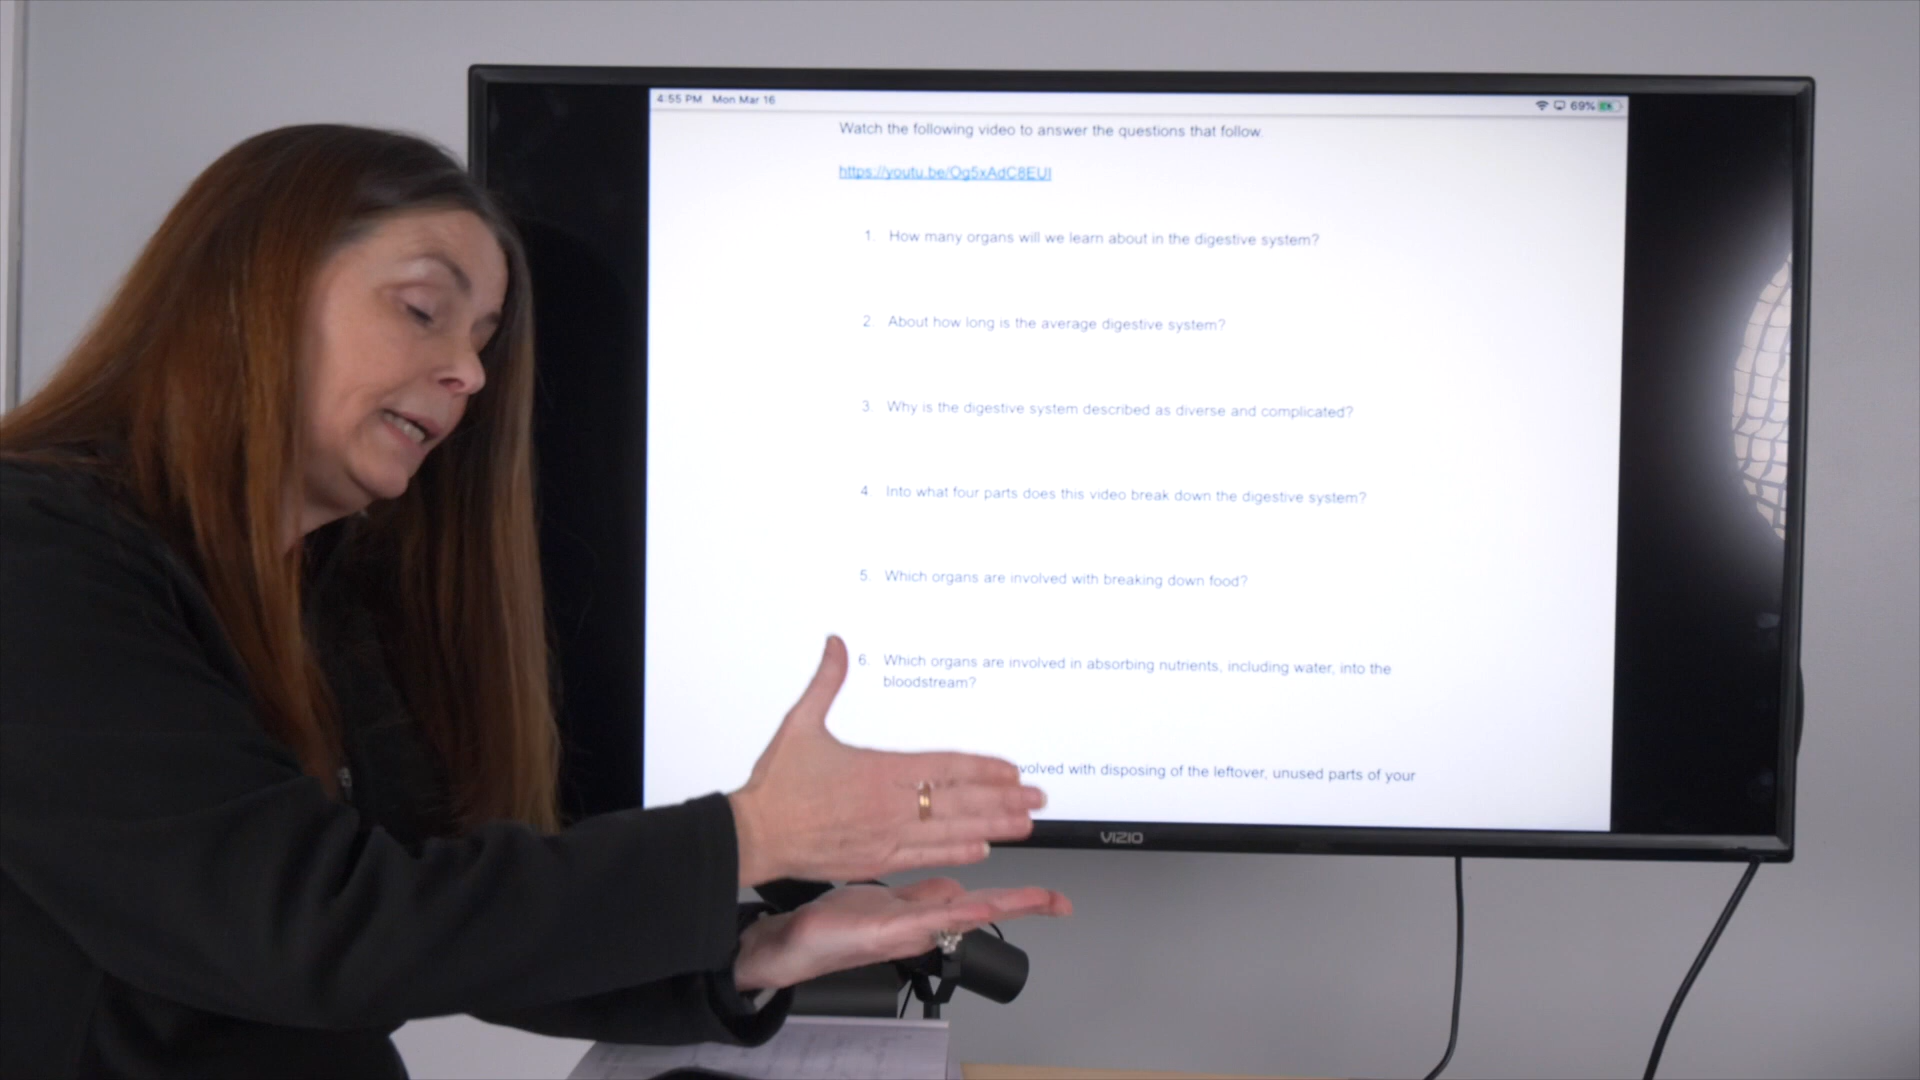 4:55 PM Mon Mar 16
69%
Watch the following video to answer the questions that follow.
https://youtu.be/Og5xAdC8EUI
1. How many organs will we learn about in the digestive system?
2. About how long is the average digestive system?
3. Why is the digestive system described as diverse and complicated?
4. Into what four parts does this video break down the digestive system?
5. Which organs are involved with breaking down food?
6. Which organs are involved in absorbing nutrients, including water, into the
bloodstream?
with disposing of the leftover, unused parts of your
VIZIO